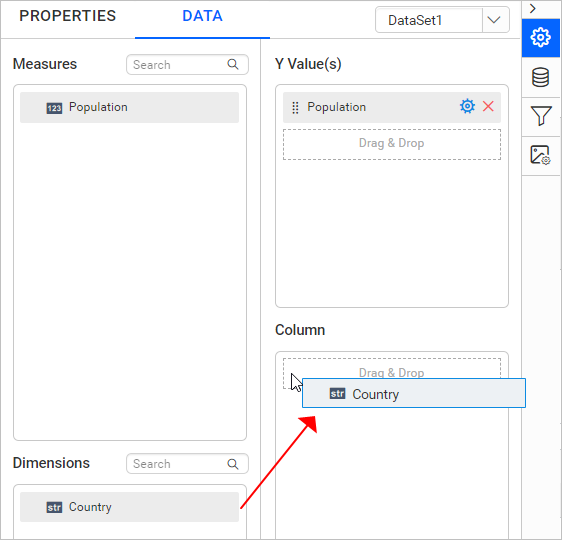 PROPERTIES
DATA
DataSet1
Measures
Search
123 Population
Y Value(s)
Population
Drag & Drop
Column
Drag & Drop
str Country
Dimensions
Search
str Country